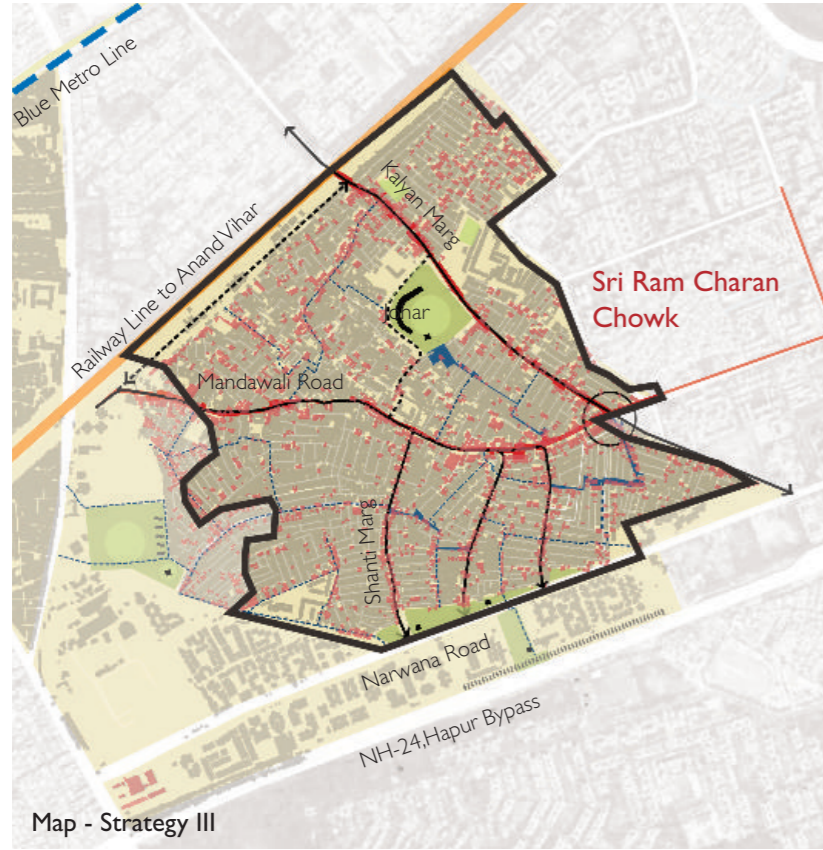 Blue Metro Line
Kalyan Marg
Railway Line to Anand Vihar
Sri Ram Charan
Chowk
Mandawali Road
Shanti Marg
Narwana Road
NH-24,Hapur Bypass
Map - Strategy III